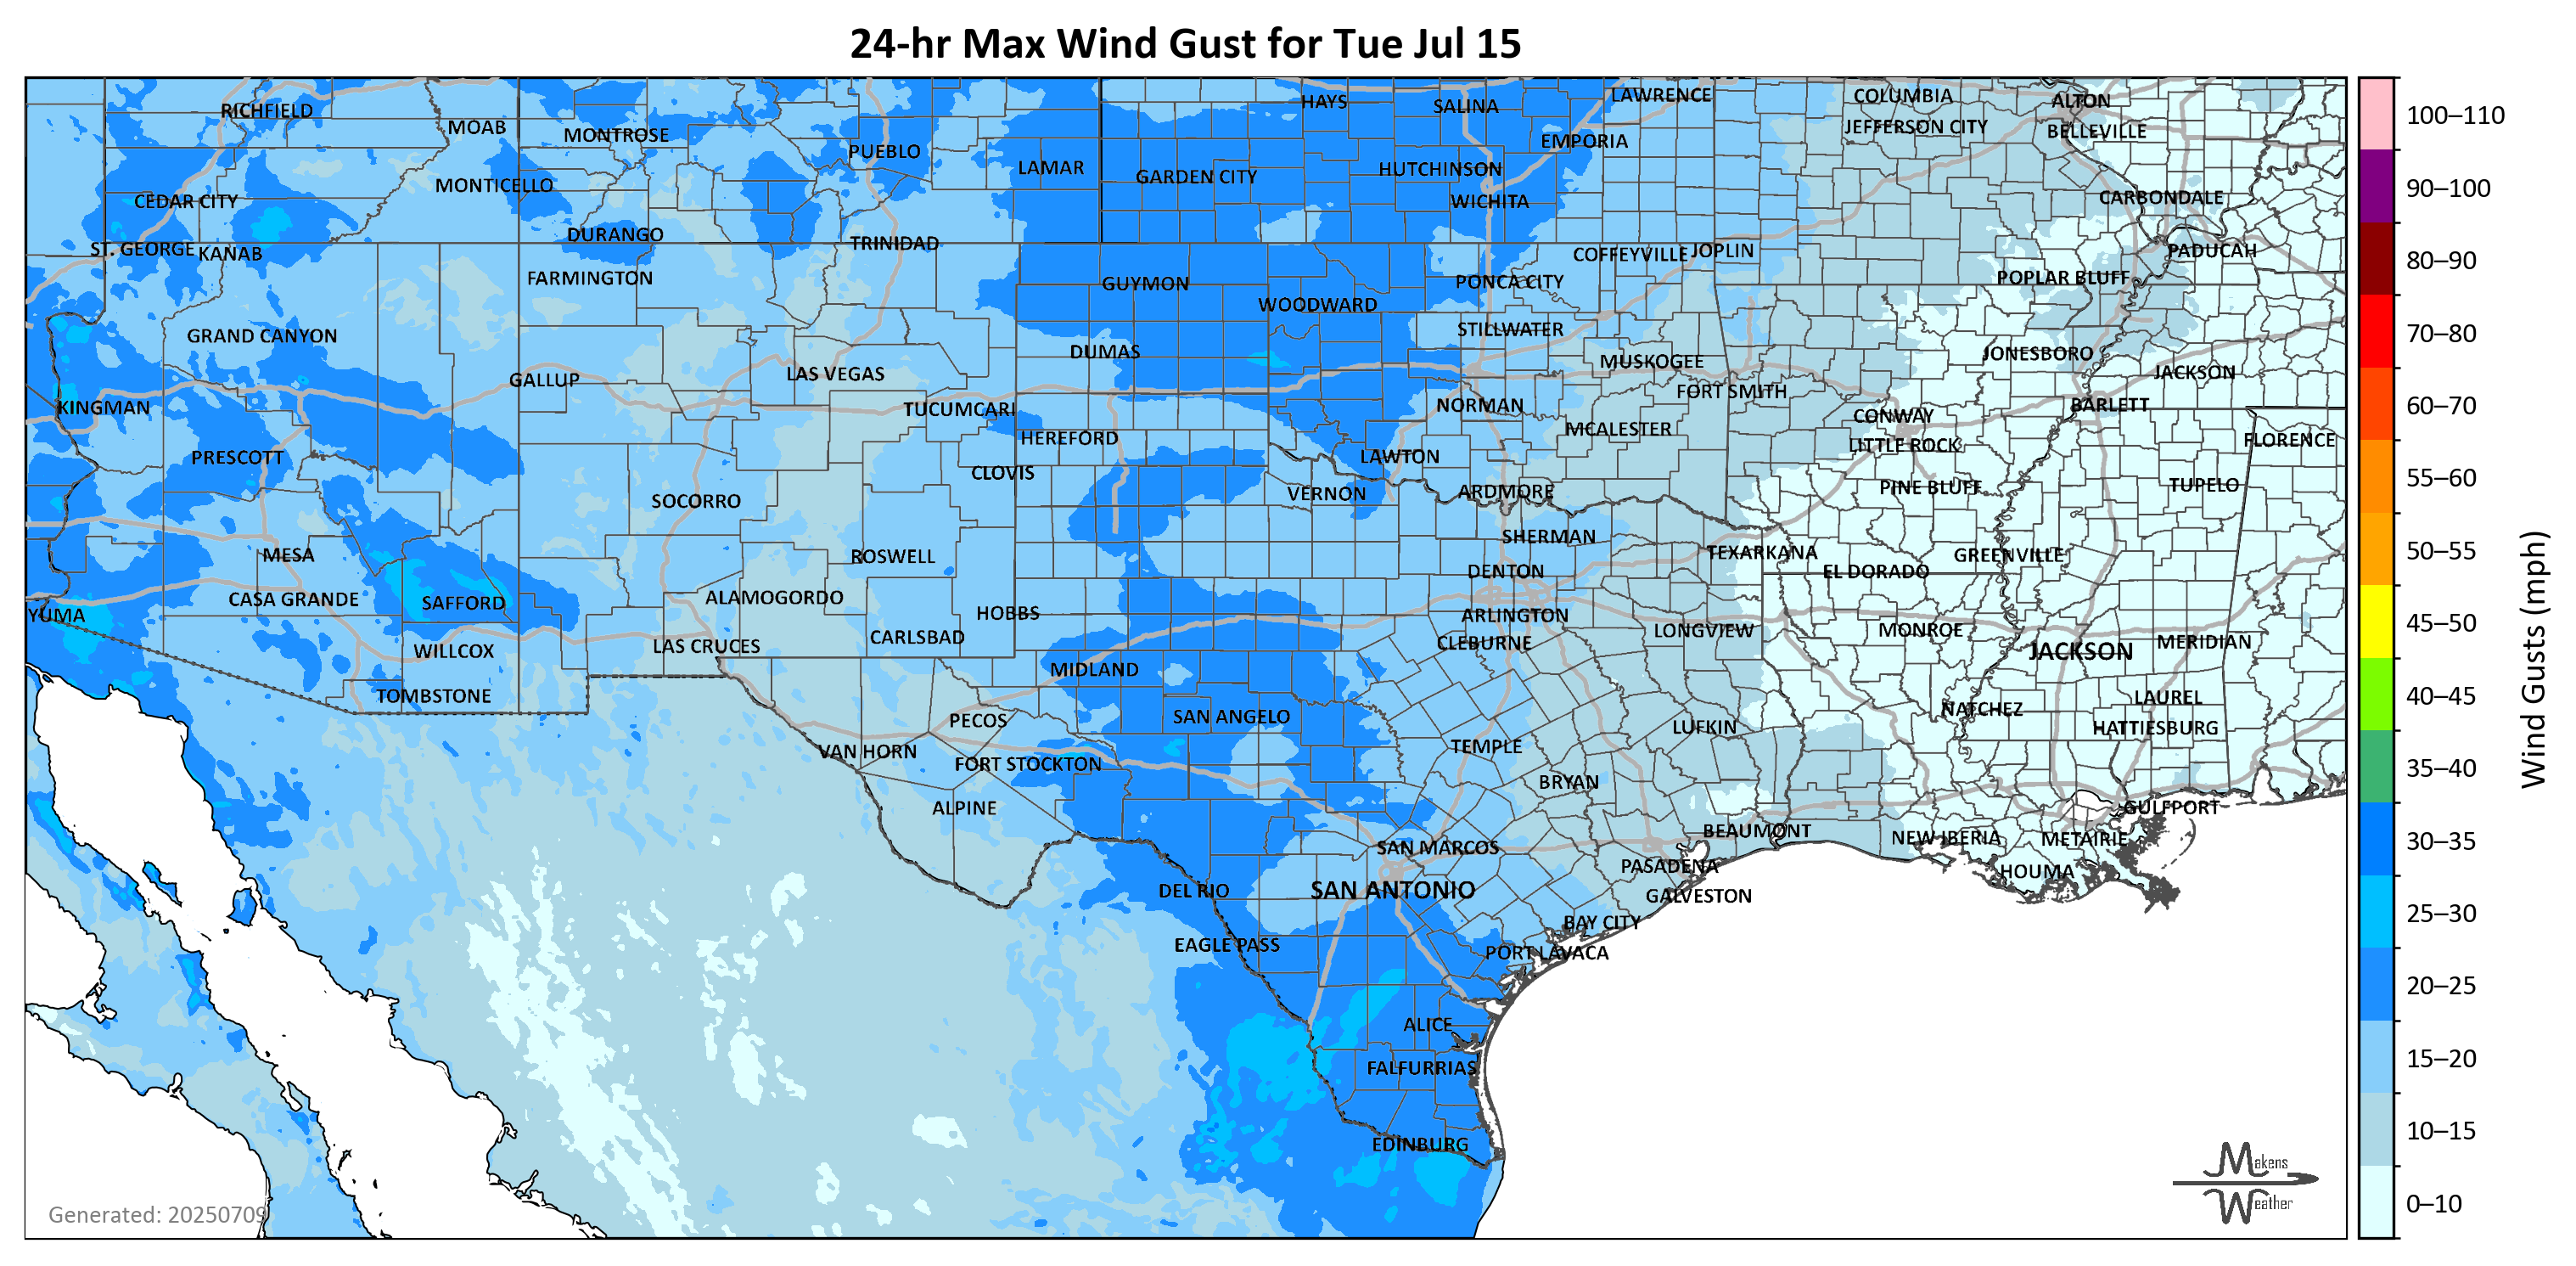 24-hr Max Wind Gust for Tue Jul 15
RICHFIELD
MOAB
MONTROSE
PUEBLO
LAMAR
HAYS
SALINA
LAWRENCE
COLUMBIA
ALTON
JEFFERSON CITY
BELLEVILLE
EMPORIA
MONTICELLO
GARDEN CITY
HUTCHINSON
CEDAR CITY
WICHITA
CARBONDALE
ST. GEORGE
KANAB
DURANGO
TRINIDAD
COFFEYVILLE
JOPLIN
PADUCAH
FARMINGTON
GUYMON
PONCA CITY
POPLAR BLUFF
WOODWARD
GRAND CANYON
STILLWATER
DUMAS
MUSKOGEE
JONESBORO
GALLUP
LAS VEGAS
FORT SMITH
JACKSON
KINGMAN
TUCUMCARI
NORMAN
CONWAY
BARLETT
HEREFORD
MCALESTER
LITTLE ROCK
FLORENCE
PRESCOTT
CLOVIS
LAWTON
SOCORRO
VERNON
ARDMORE
PINE BLUFF
TUPELO
MESA
ROSWELL
SHERMAN
TEXARKANA
GREENVILLE
DENTON
EL DORADO
CASA GRANDE
SAFFORD
ALAMOGORDO
YUMA
HOBBS
ARLINGTON
LAS CRUCES
CARLSBAD
CLEBURNE
LONGVIEW
MONROE
JACKSON
MERIDIAN
WILLCOX
MIDLAND
TOMBSTONE
PECOS
SAN ANGELO
LUFKIN
NATCHEZ
LAUREL
HATTIESBURG
VAN HORN
FORT STOCKTON
TEMPLE
BRYAN
ALPINE
BEAUMONT
GULFPORT
SAN MARCOS
NEW IBERIA
METAIRIE
PASADENA
HOUMA
DEL RIO
SAN ANTONIO
GALVESTON
BAY CITY
EAGLE PASS
PORT LAVACA
ALICE
FALFURRIAS
EDINBURG
Generated: 20250709
Makens
Weather
100–110
90–100
80–90
70–80
60–70
55–60
50–55
45–50
40–45
35–40
30–35
25–30
20–25
15–20
10–15
0–10
Wind Gusts (mph)